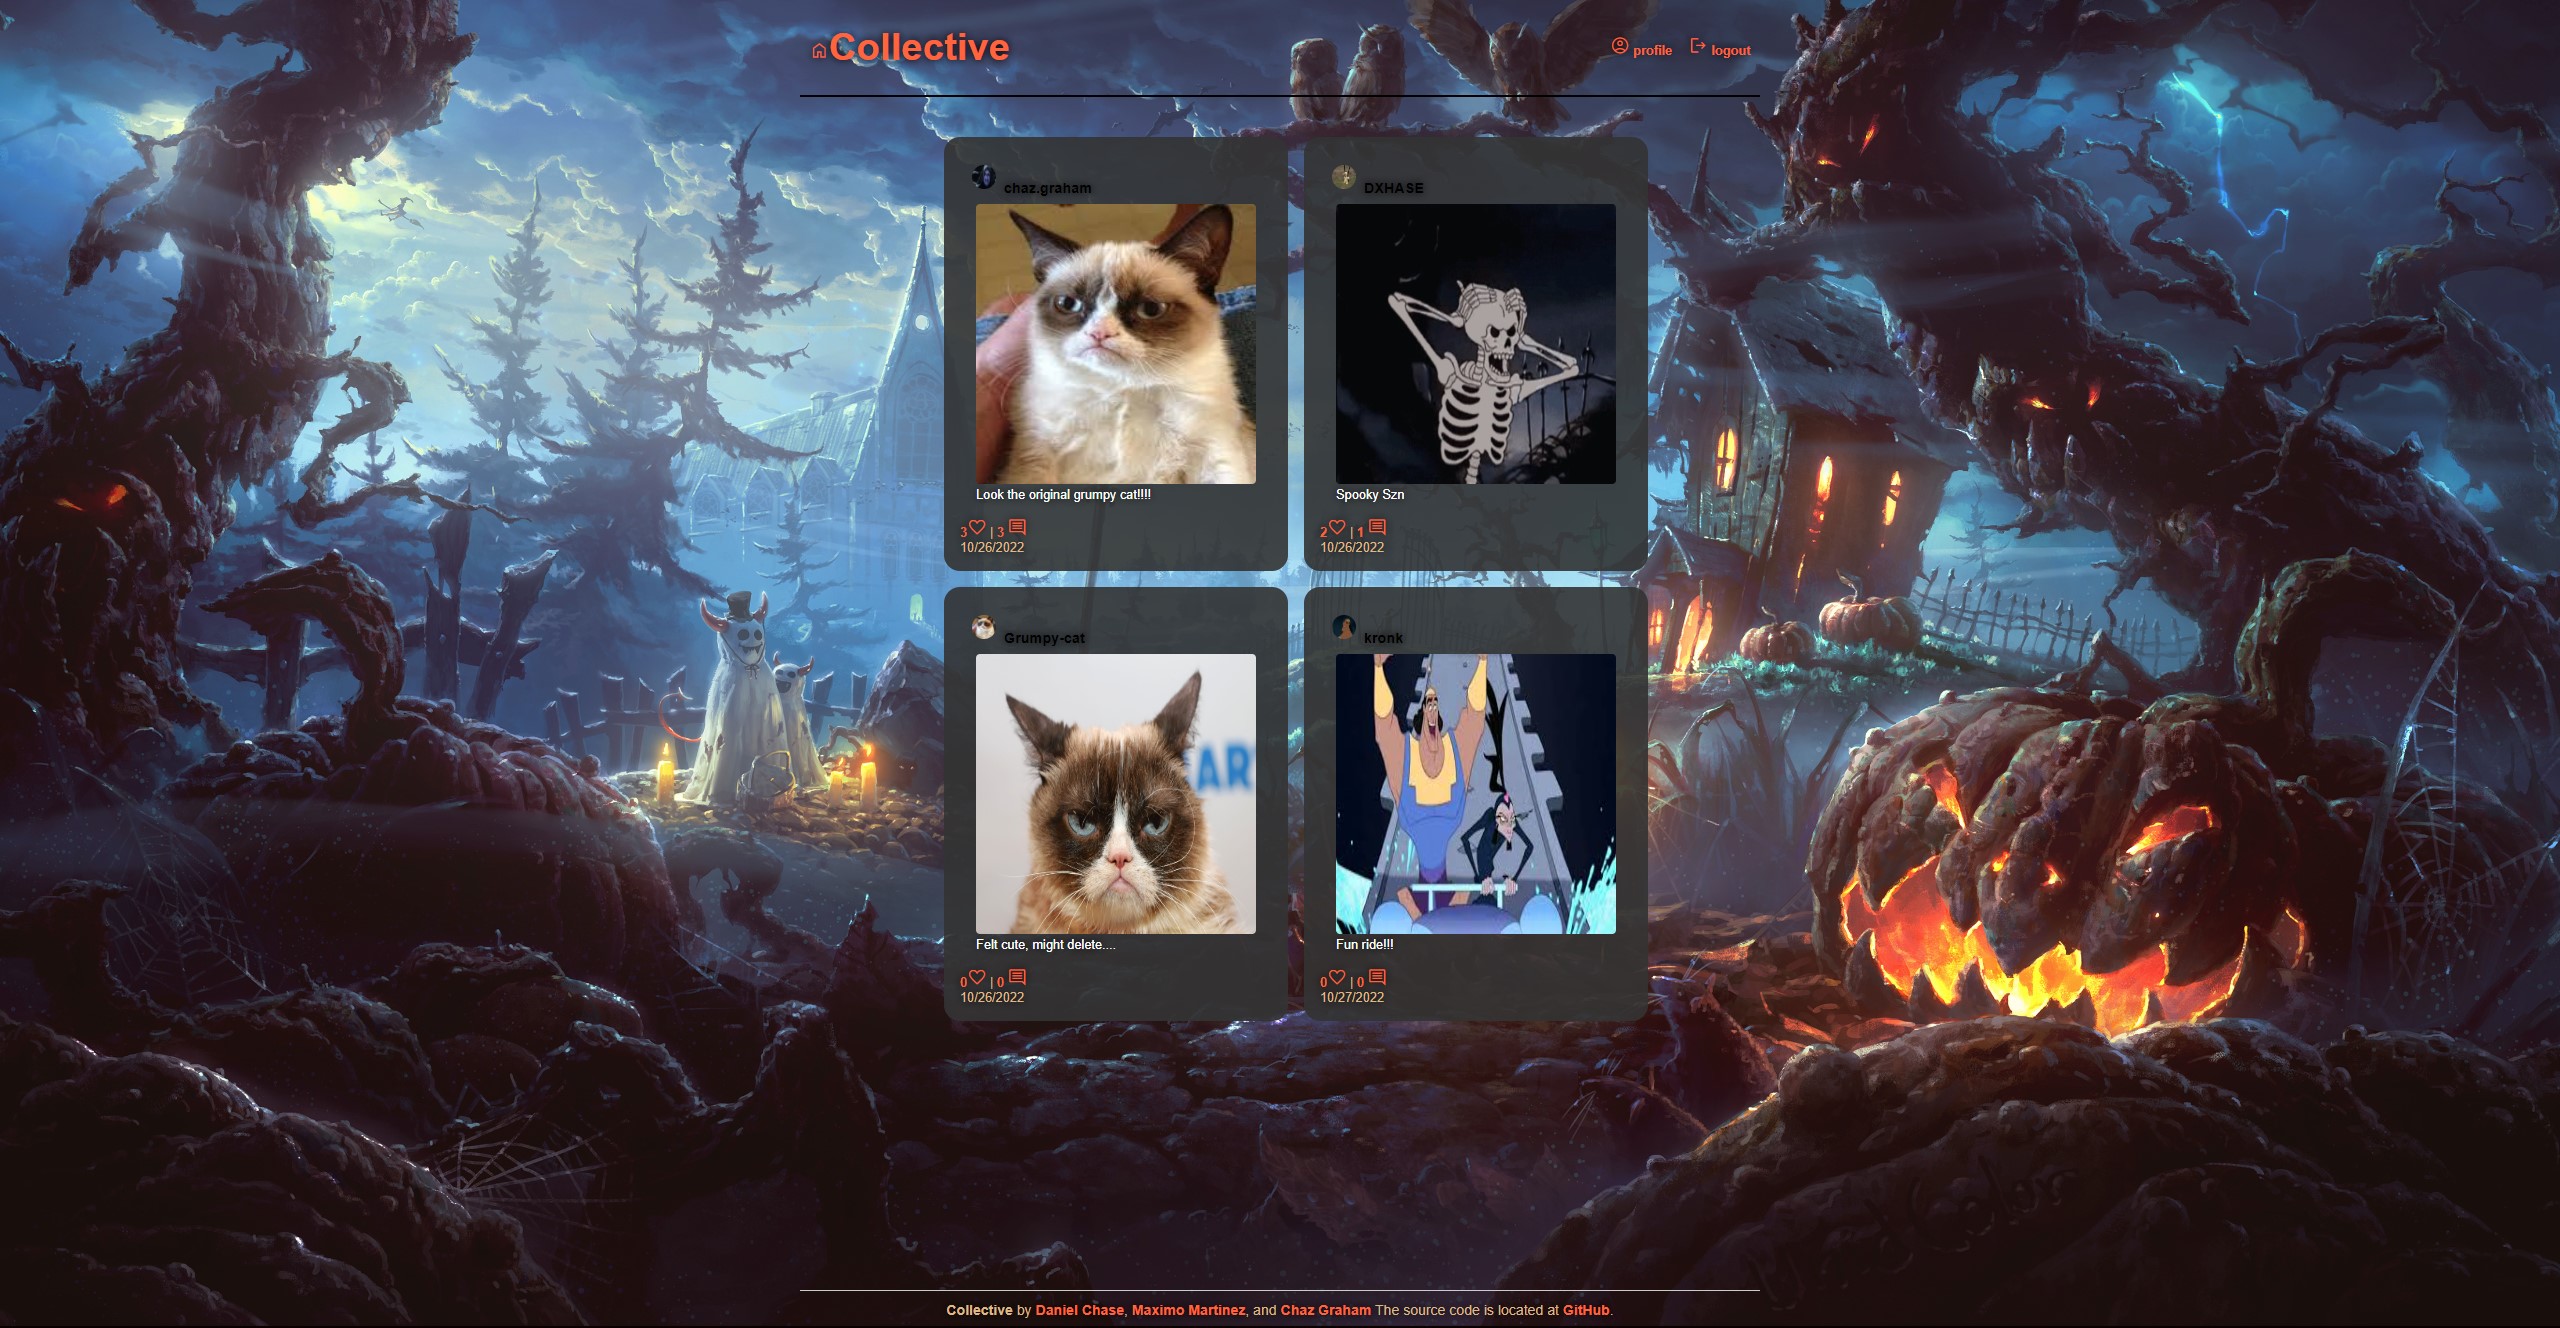 Collective
profile logout
chaz.graham
DXHASE
Look the original grumpy cat!!!!
Spooky Szn
3 | 3
10/26/2022
2 | 1
10/26/2022
Grumpy-cat
kronk
AR
Felt cute, might delete....
Fun ride!!!
0 | 0
10/26/2022
0 | 0
10/27/2022
Collective by Daniel Chase, Maximo Martinez, and Chaz Graham The source code is located at GitHub.